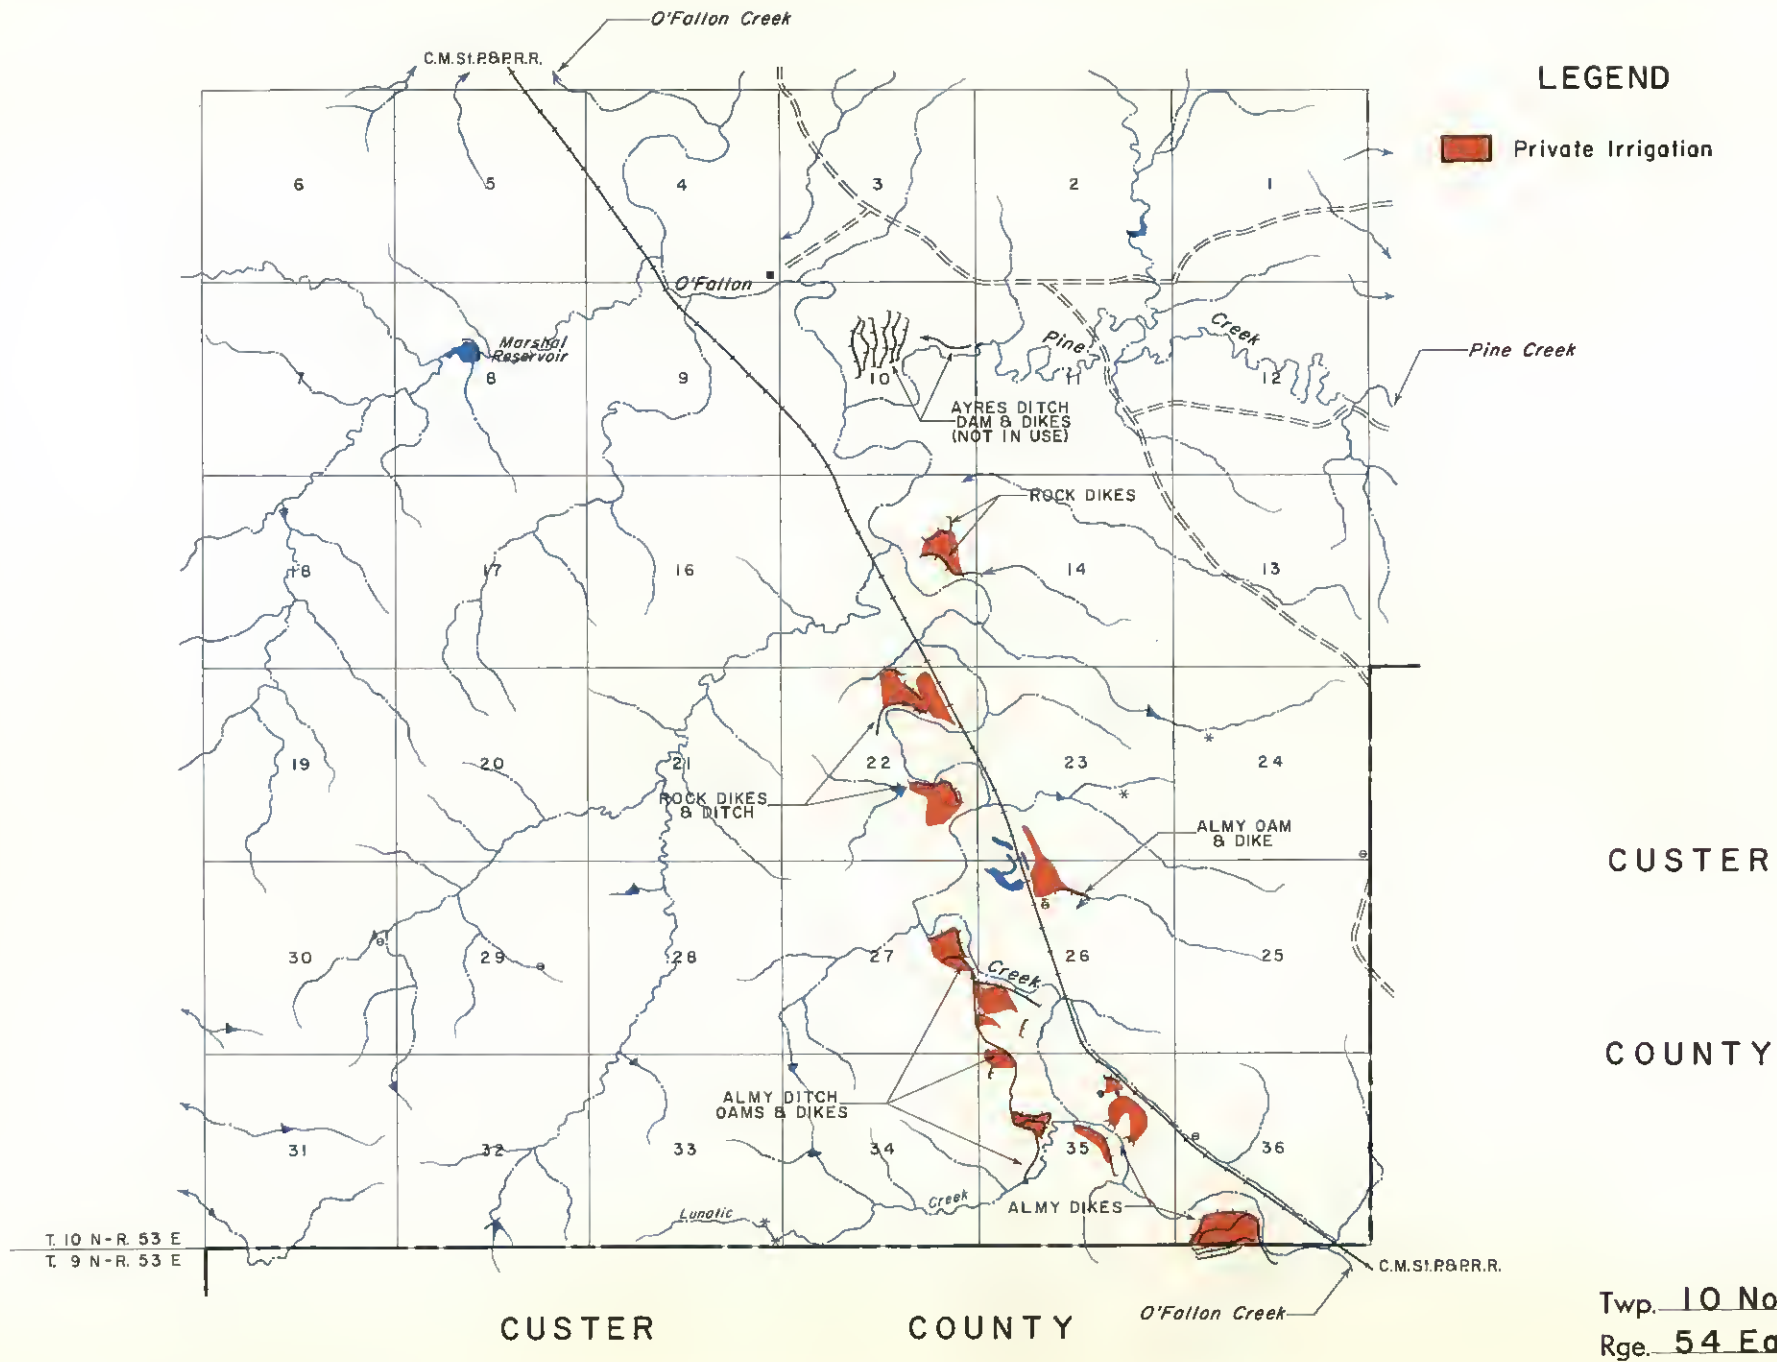 O'Fallon Creek
C.M.St.P.&P.R.R.
LEGEND
Private Irrigation
6
5
4
3
2
1
O'Fallon
Marshal
Reservoir
Pine
Creek
Pine Creek
7
8
9
10
11
12
AYRES DITCH
DAM & DIKES
(NOT IN USE)
ROCK DIKES
18
17
16
14
13
19
20
21
22
23
24
ROCK DIKES
& DITCH
ALMY OAM
& DIKE
CUSTER
30
29
28
27
Creek
26
25
COUNTY
ALMY DITCH
OAMS & DIKES
31
32
33
34
35
36
Lunatic
Creek
ALMY DIKES
T. 10 N-R. 53 E
T. 9 N-R. 53 E
C.M.St.P.&P.R.R.
O'Fallon Creek
CUSTER
COUNTY
Twp. 10 No
Rge. 54 Ea